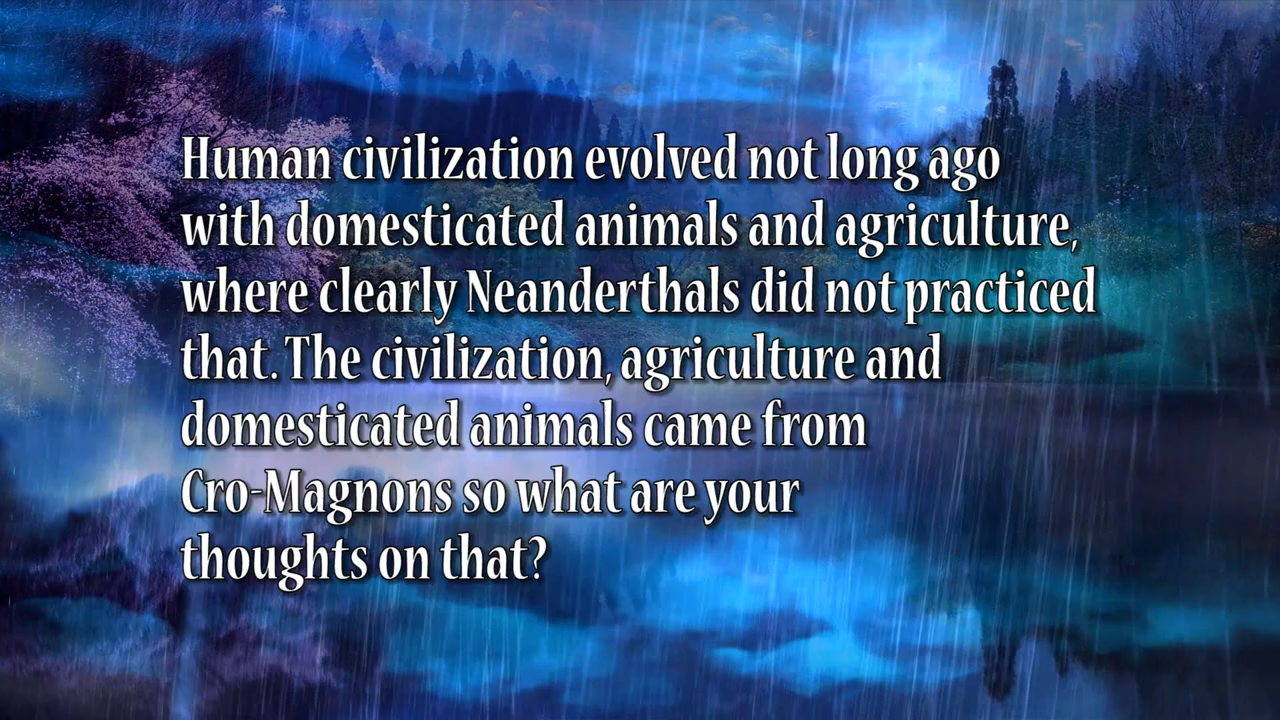 Human civilization evolved not long ago
with domesticated animals and agriculture,
where clearly Neanderthals did not practiced
that. The civilization, agriculture and
domesticated animals came from
Cro-Magnons so what are your
thoughts on that?